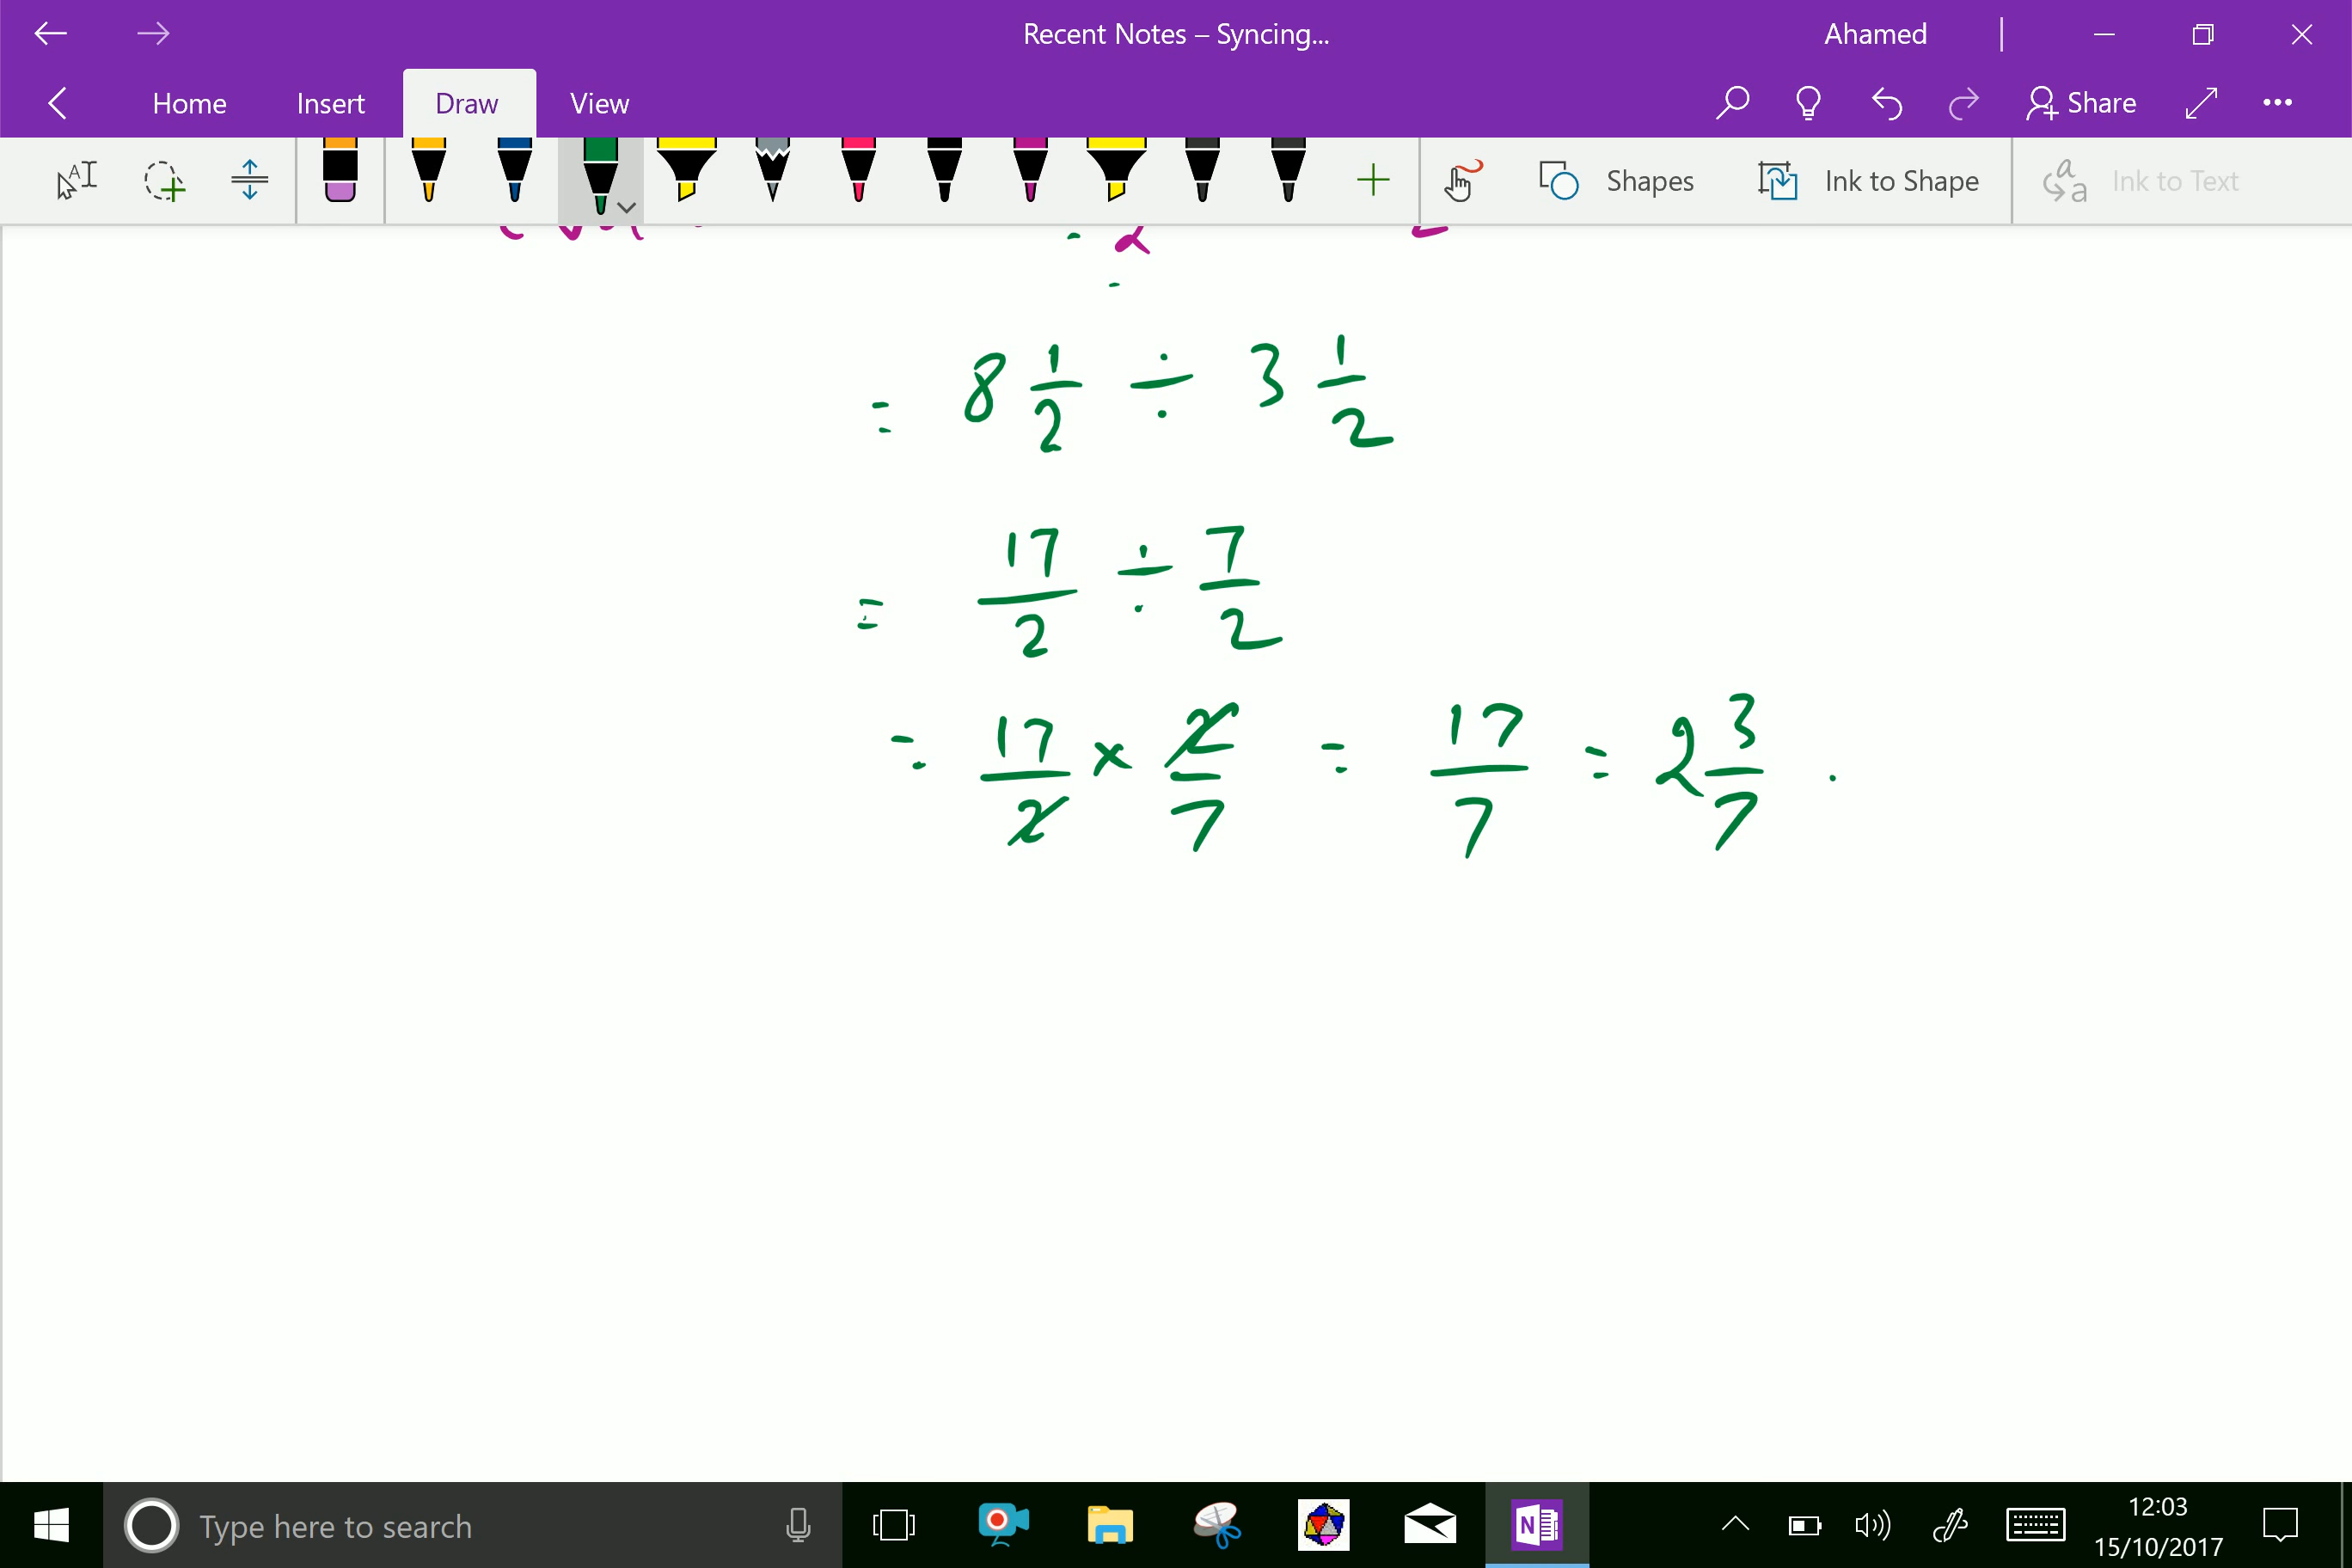 Recent Notes – Syncing...
Ahamed
Home Insert Draw View
Share
Shapes Ink to Shape Ink to Text
= 8 1/2 ÷ 3 1/2
= 17/2 ÷ 7/2
= 17/2 × 2/7 = 17/7 = 2 3/7 .
Type here to search
12:03
15/10/2017